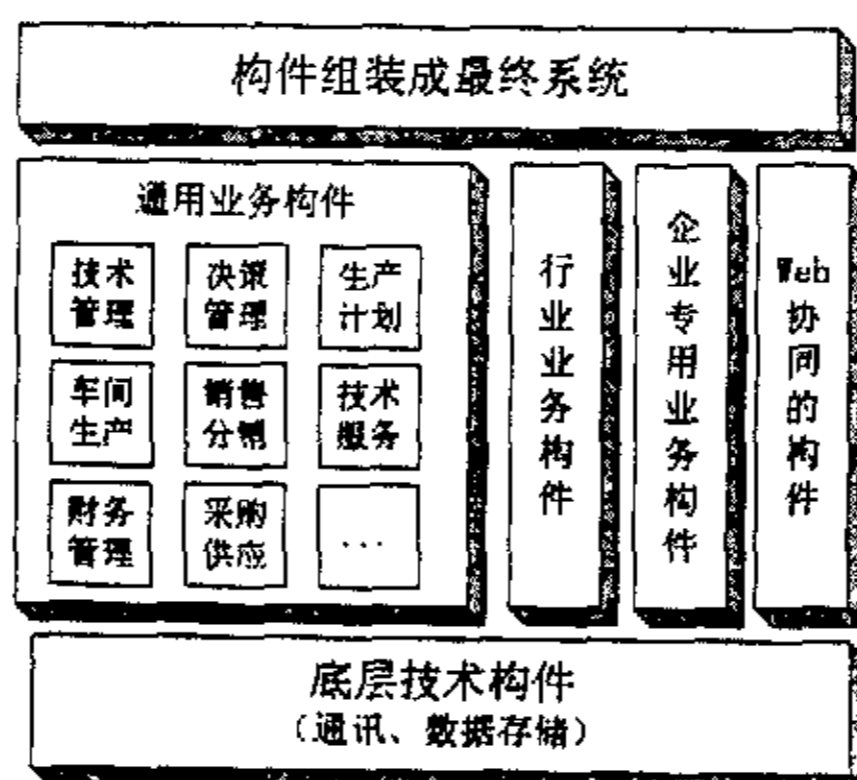 构件组装成最终系统
通用业务构件
技术
管理
决策
管理
生产
计划
车间
生产
销售
分销
技术
服务
财务
管理
采购
供应
...
行业业务构件
企业专用业务构件
Web协同的构件
底层技术构件
（通讯、数据存储）